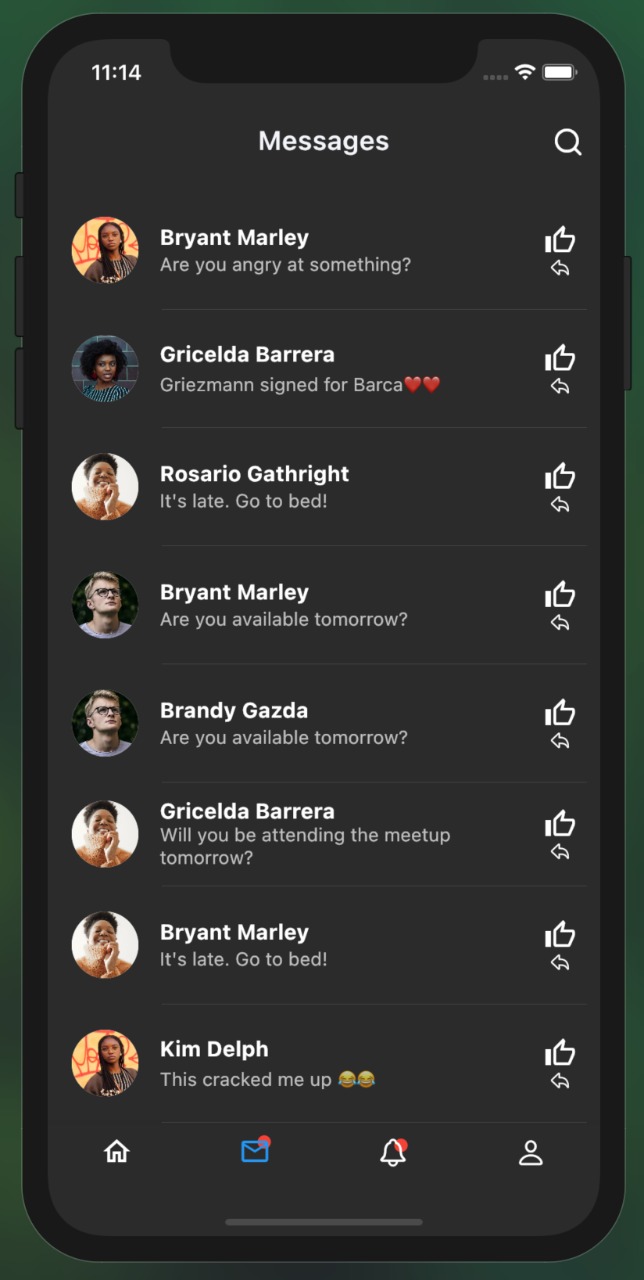 11:14
Messages
Bryant Marley
Are you angry at something?
Gricelda Barrera
Griezmann signed for Barca❤️❤️
Rosario Gathright
It's late. Go to bed!
Bryant Marley
Are you available tomorrow?
Brandy Gazda
Are you available tomorrow?
Gricelda Barrera
Will you be attending the meetup
tomorrow?
Bryant Marley
It's late. Go to bed!
Kim Delph
This cracked me up 😂😂